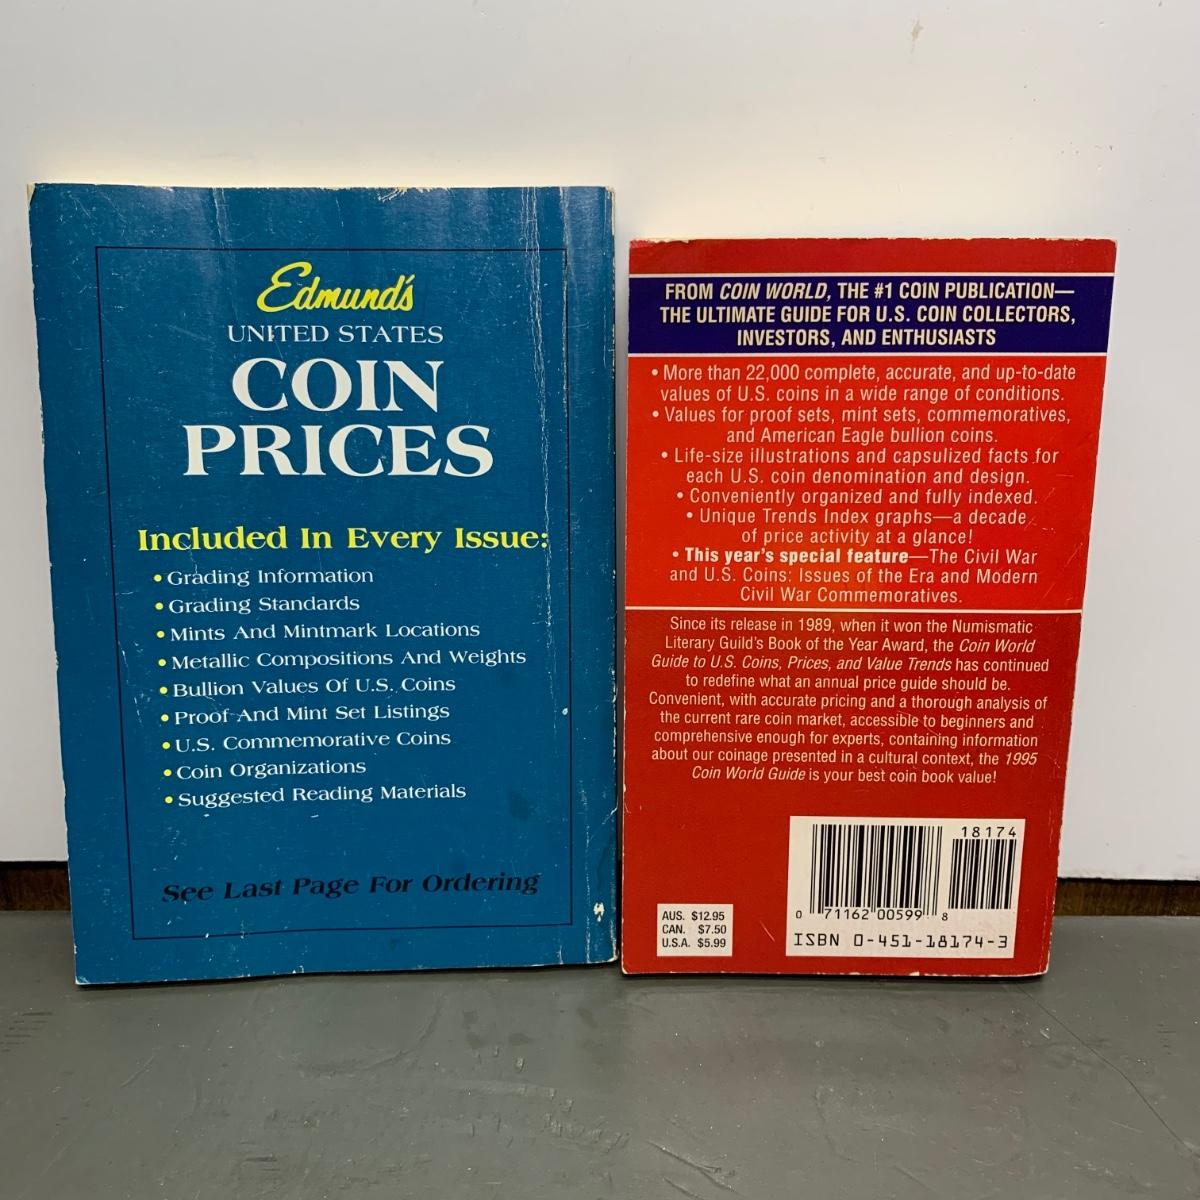 Edmund's
UNITED STATES
COIN
PRICES
Included In Every Issue:
• Grading Information
• Grading Standards
• Mints And Mintmark Locations
• Metallic Compositions And Weights
• Bullion Values Of U.S. Coins
• Proof And Mint Set Listings
• U.S. Commemorative Coins
• Coin Organizations
• Suggested Reading Materials
See Last Page For Ordering
FROM COIN WORLD, THE #1 COIN PUBLICATION—
THE ULTIMATE GUIDE FOR U.S. COIN COLLECTORS,
INVESTORS, AND ENTHUSIASTS
• More than 22,000 complete, accurate, and up-to-date
values of U.S. coins in a wide range of conditions.
• Values for proof sets, mint sets, commemoratives,
and American Eagle bullion coins.
• Life-size illustrations and capsulized facts for
each U.S. coin denomination and design.
• Conveniently organized and fully indexed.
• Unique Trends Index graphs—a decade
of price activity at a glance!
• This year's special feature—The Civil War
and U.S. Coins: Issues of the Era and Modern
Civil War Commemoratives.
Since its release in 1989, when it won the Numismatic
Literary Guild's Book of the Year Award, the Coin World
Guide to U.S. Coins, Prices, and Value Trends has continued
to redefine what an annual price guide should be.
Convenient, with accurate pricing and a thorough analysis of
the current rare coin market, accessible to beginners and
comprehensive enough for experts, containing information
about our coinage presented in a cultural context, the 1995
Coin World Guide is your best coin book value!
18174
0 71162 00599 8
ISBN 0-451-18174-3
AUS. $12.95
CAN. $7.50
U.S.A. $5.99